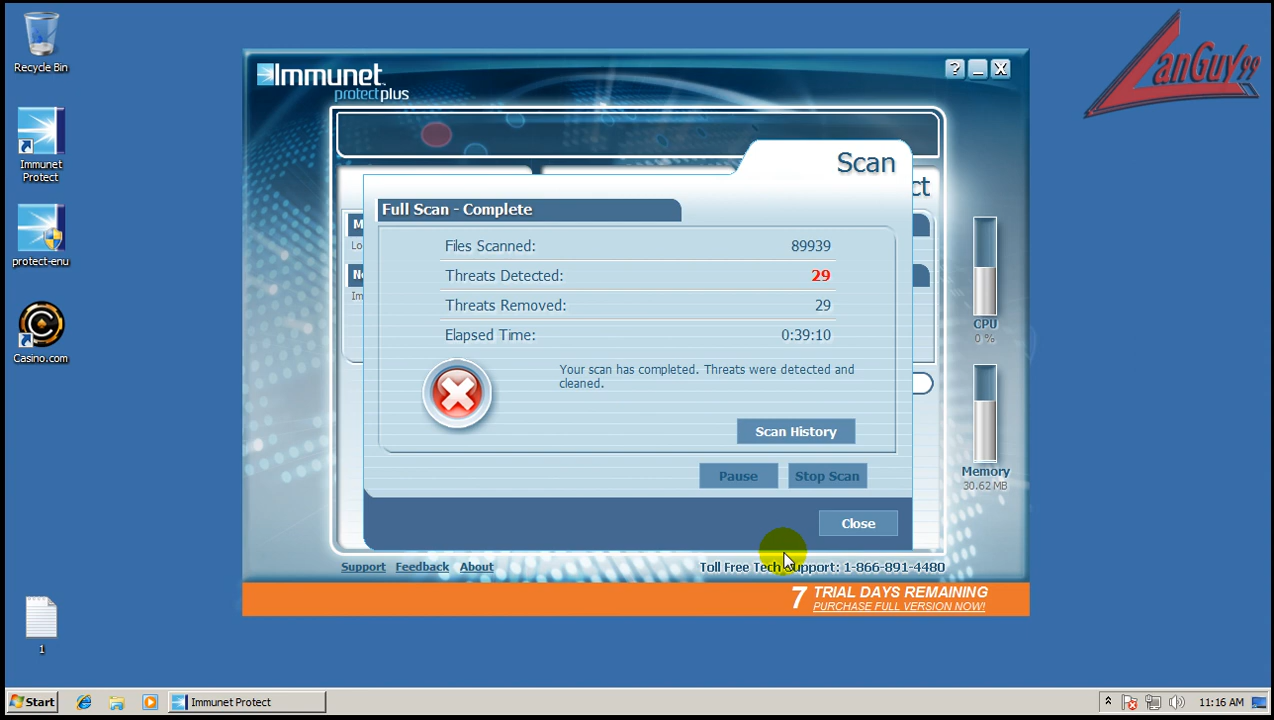 Recycle Bin
Immunet
Protect
protect-enu
Casino.com
1
LanGuy99
Immunet
protect plus
?
_
X
Scan
ct
Full Scan - Complete
M
Lo
Files Scanned: 89939
Threats Detected: 29
Ne
Im
Threats Removed: 29
Elapsed Time: 0:39:10
CPU
0 %
Your scan has completed. Threats were detected and
cleaned.
Scan History
Pause
Stop Scan
Memory
30.62 MB
Close
Support Feedback About
Toll Free Tech Support: 1-866-891-4480
7 TRIAL DAYS REMAINING
PURCHASE FULL VERSION NOW!
Start
Immunet Protect
11:16 AM